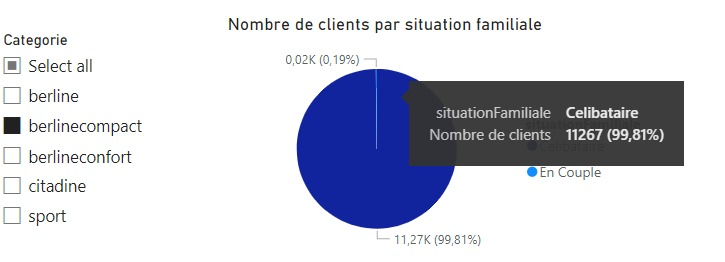 Nombre de clients par situation familiale
Categorie
Select all
berline
berlinecompact
berlineconfort
citadine
sport
0,02K (0,19%)
situationFamiliale Celibataire
Nombre de clients 11267 (99,81%)
En Couple
11,27K (99,81%)